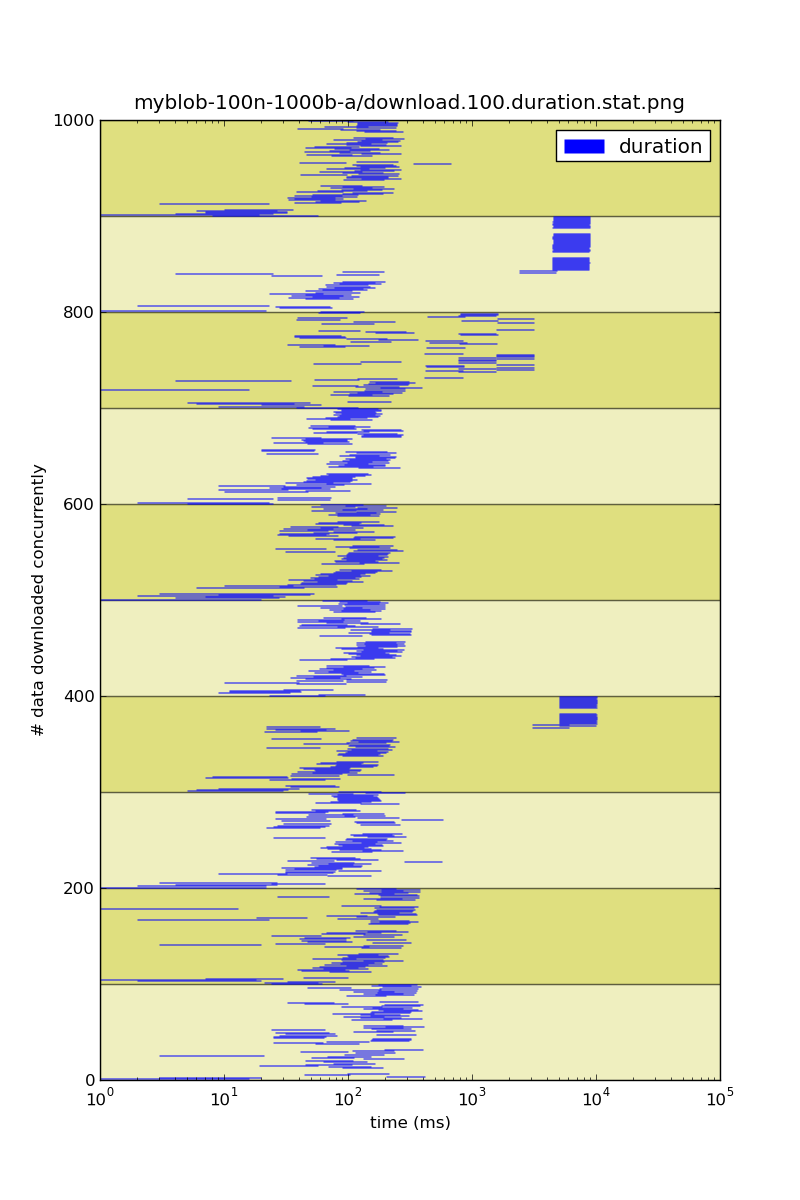 myblob-100n-1000b-a/download.100.duration.stat.png
duration
1000
800
600
400
200
0
# data downloaded concurrently
10^0 10^1 10^2 10^3 10^4 10^5
time (ms)